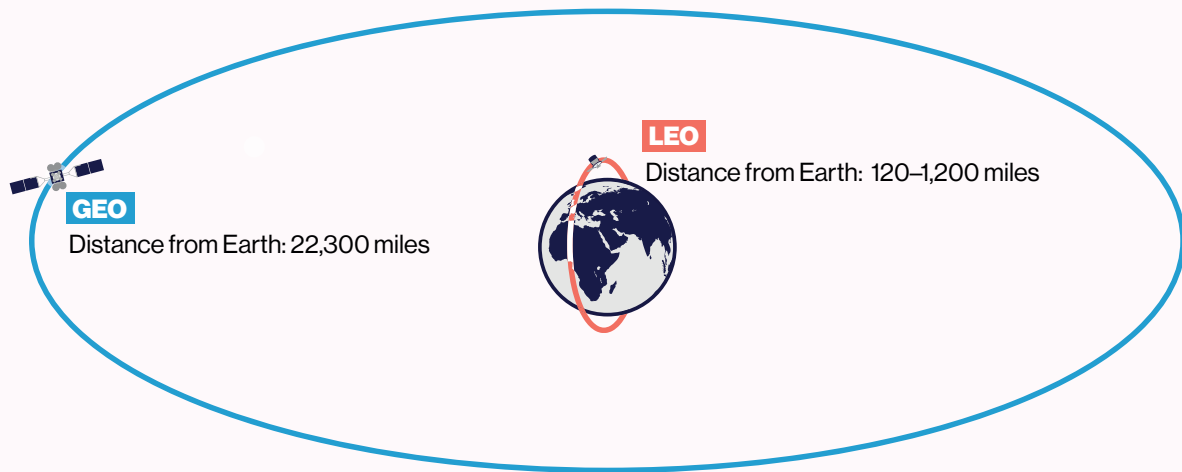 LEO
Distance from Earth: 120–1,200 miles
GEO
Distance from Earth: 22,300 miles